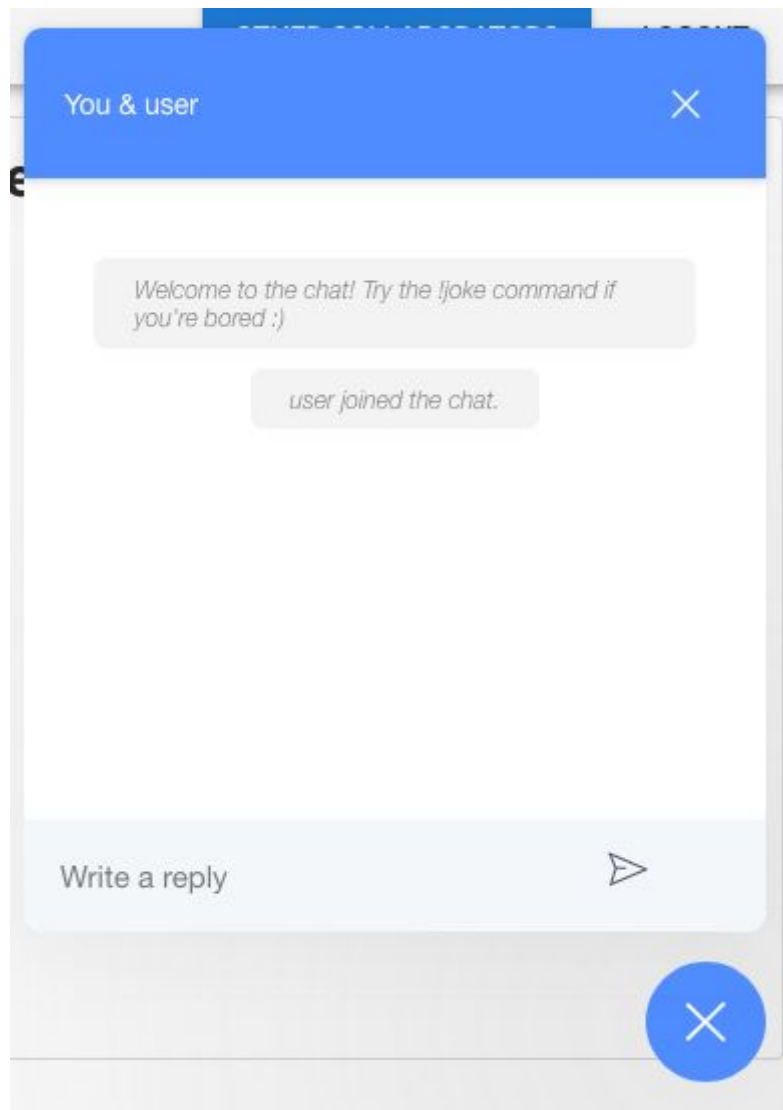 You & user
Welcome to the chat! Try the !joke command if
you're bored :)
user joined the chat.
Write a reply